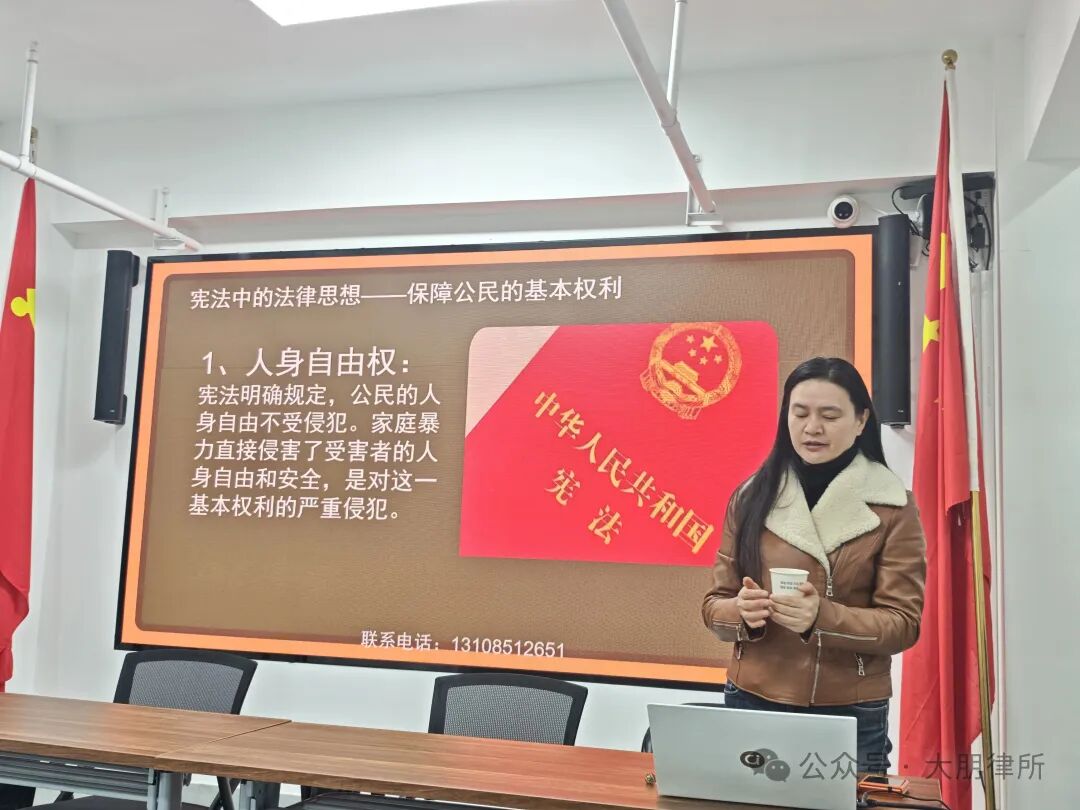 宪法中的法律思想——保障公民的基本权利
1、人身自由权：
宪法明确规定，公民的人
身自由不受侵犯。家庭暴
力直接侵害了受害者的人
身自由和安全，是对这一
基本权利的严重侵犯。
中华人民共和国
宪法
联系电话：13108512651
公众号·大朋律所